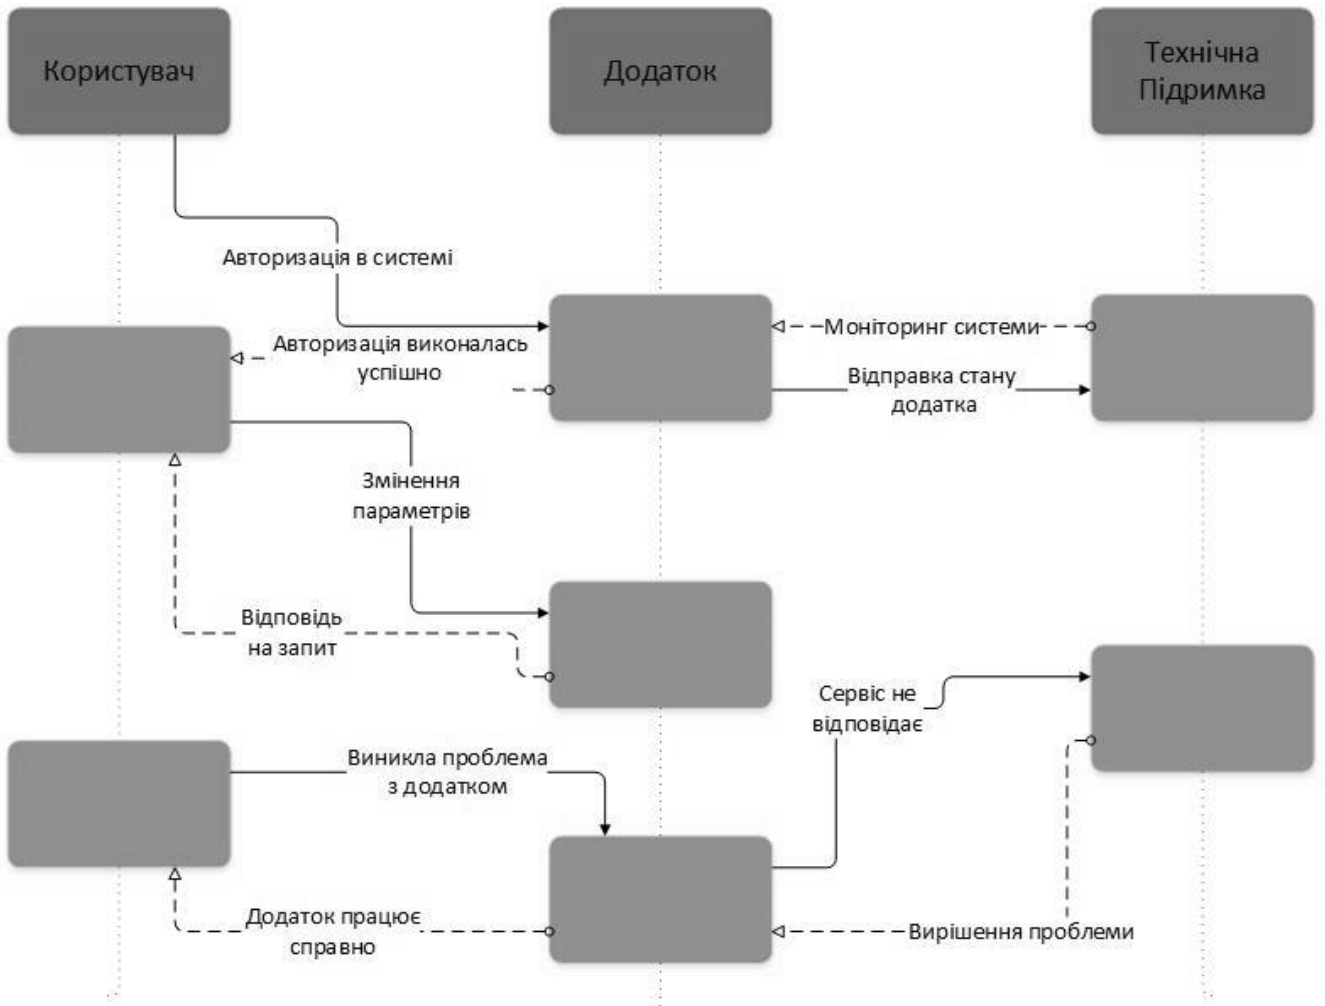 Користувач
Додаток
Технічна
Підримка
Авторизація в системі
Авторизація виконалась
успішно
Моніторинг системи
Відправка стану
додатка
Змінення
параметрів
Відповідь
на запит
Сервіс не
відповідає
Виникла проблема
з додатком
Додаток працює
справно
Вирішення проблеми